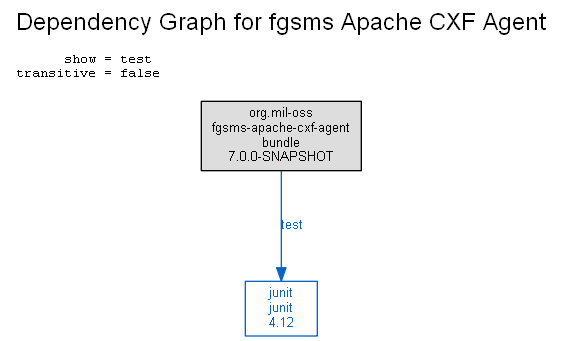 Dependency Graph for fgsms Apache CXF Agent
show = test
transitive = false
org.mil-oss
fgsms-apache-cxf-agent
bundle
7.0.0-SNAPSHOT
test
junit
junit
4.12